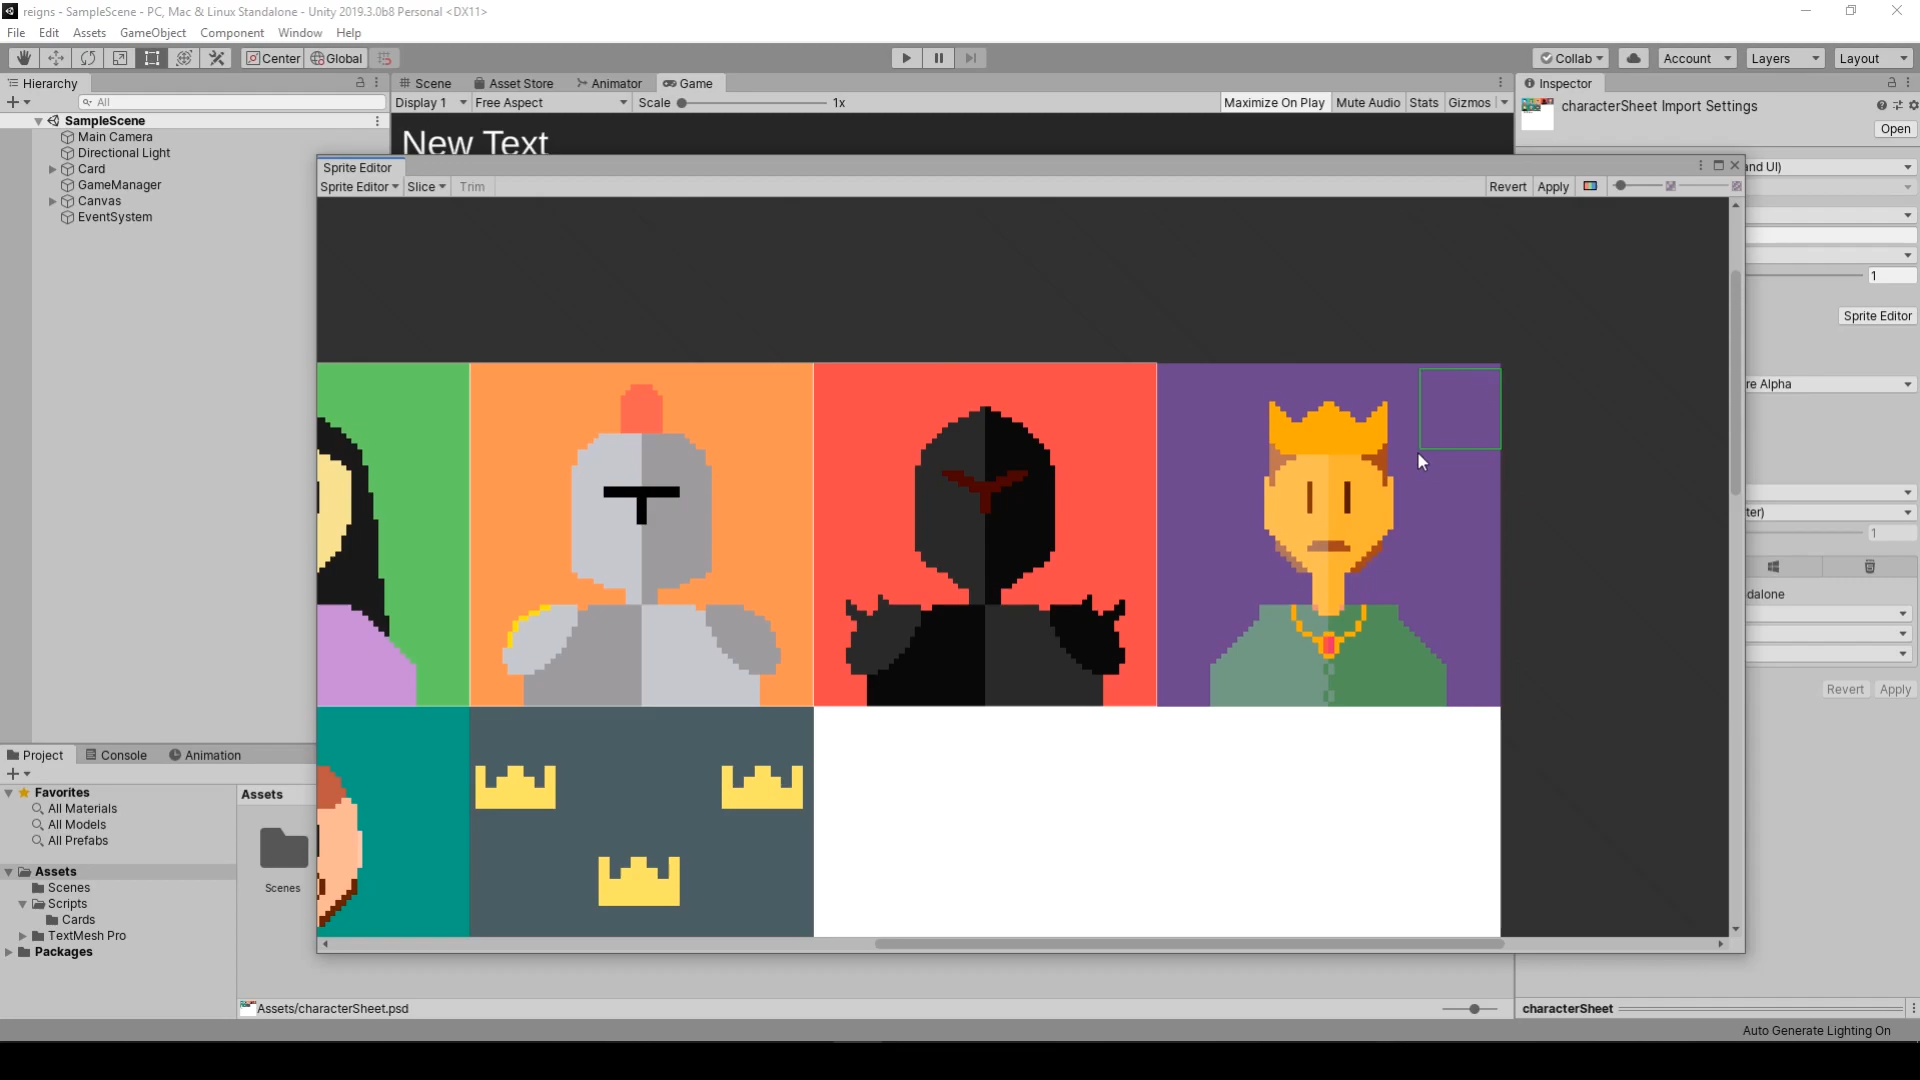 reigns - SampleScene - PC, Mac & Linux Standalone - Unity 2019.3.0b8 Personal <DX11>
File Edit Assets GameObject Component Window Help
Center Global Collab Account Layers Layout
Hierarchy Scene Asset Store Animator Game Inspector
All Display 1 Free Aspect Scale 1x Maximize On Play Mute Audio Stats Gizmos characterSheet Import Settings
Open
SampleScene
Main Camera
Directional Light
Card
GameManager
Canvas
EventSystem
New Text
Sprite Editor
Sprite Editor Slice Trim Revert Apply
and UI)
1
Sprite Editor
re Alpha
ter)
1
dalone
Revert Apply
Project Console Animation
Favorites
All Materials
All Models
All Prefabs
Assets
Scenes
Scripts
Cards
TextMesh Pro
Packages
Assets
Scenes
Assets/characterSheet.psd
characterSheet
Auto Generate Lighting On